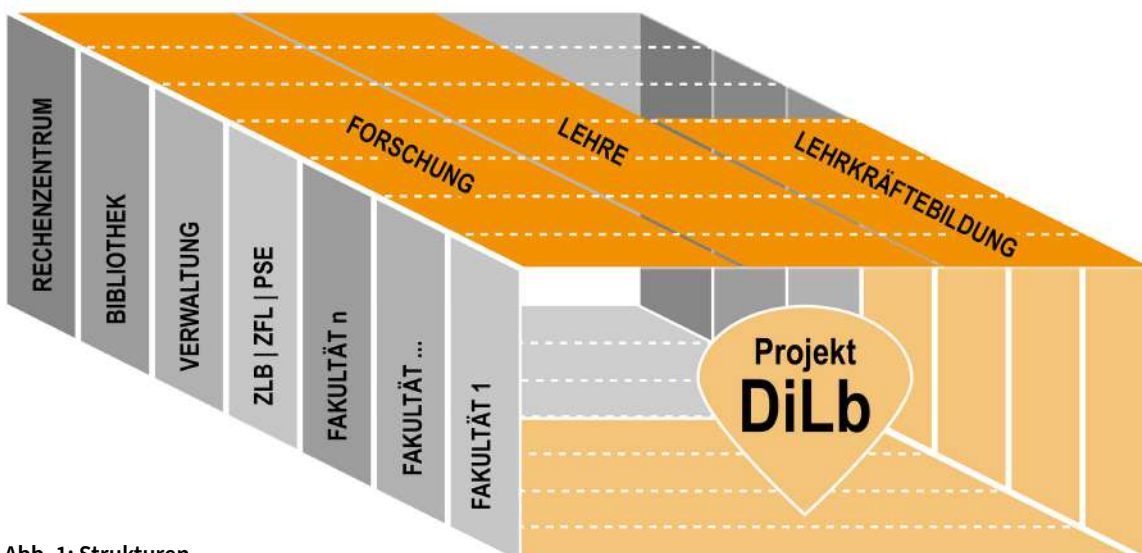 FORSCHUNG
LEHRE
LEHRKRÄFTEBILDUNG
RECHENZENTRUM
BIBLIOTHEK
VERWALTUNG
ZLB | ZFL | PSE
FAKULTÄT n
FAKULTÄT ...
FAKULTÄT 1
Projekt
DiLb
Abb. 1: Strukturen